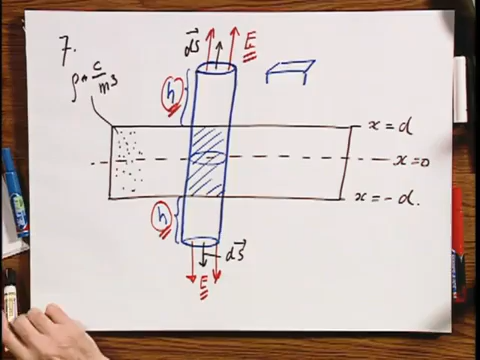 7.
dS
E
ρ+ C/m3
h
x = d
x = 0
h
x = - d.
dS
E